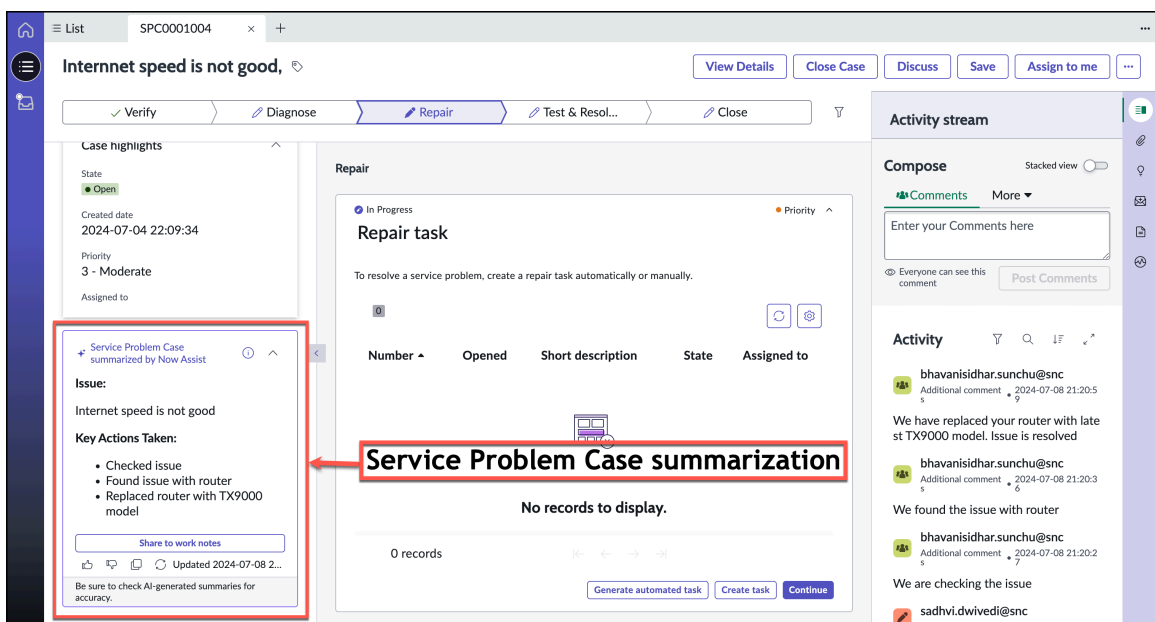 List
SPC0001004
Internnet speed is not good,
View Details
Close Case
Discuss
Save
Assign to me
Verify
Diagnose
Repair
Test & Resol...
Close
Case highlights
State
Open
Created date
2024-07-04 22:09:34
Priority
3 - Moderate
Assigned to
Service Problem Case
summarized by Now Assist
Issue:
Internet speed is not good
Key Actions Taken:
• Checked issue
• Found issue with router
• Replaced router with TX9000
model
Share to work notes
Updated 2024-07-08 2...
Be sure to check AI-generated summaries for
accuracy.
Repair
In Progress
Priority
Repair task
To resolve a service problem, create a repair task automatically or manually.
0
Number
Opened
Short description
State
Assigned to
Service Problem Case summarization
No records to display.
0 records
Generate automated task
Create task
Continue
Activity stream
Compose
Stacked view
Comments
More
Enter your Comments here
Everyone can see this
comment
Post Comments
Activity
bhavanisidhar.sunchu@snc
Additional comment • 2024-07-08 21:20:5
s 9
We have replaced your router with late
st TX9000 model. Issue is resolved
bhavanisidhar.sunchu@snc
Additional comment • 2024-07-08 21:20:3
s 6
We found the issue with router
bhavanisidhar.sunchu@snc
Additional comment • 2024-07-08 21:20:2
s 7
We are checking the issue
sadhvi.dwivedi@snc